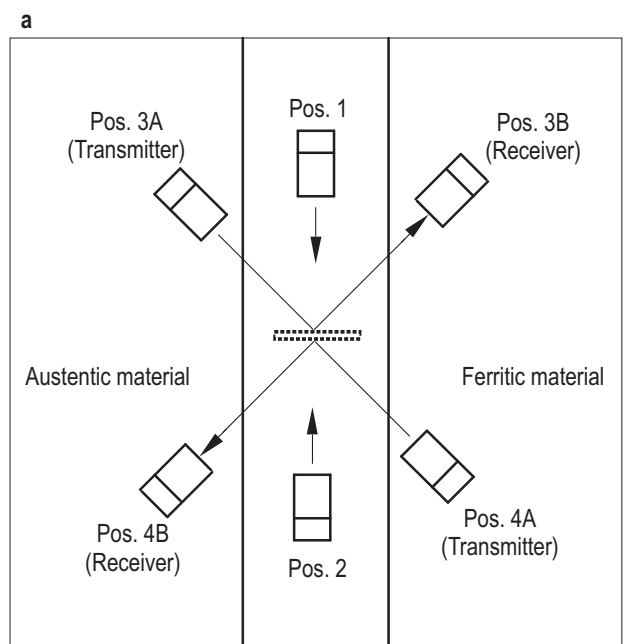 a
Pos. 1
Pos. 3A
(Transmitter)
Pos. 3B
(Receiver)
Austentic material
Ferritic material
Pos. 4B
(Receiver)
Pos. 2
Pos. 4A
(Transmitter)